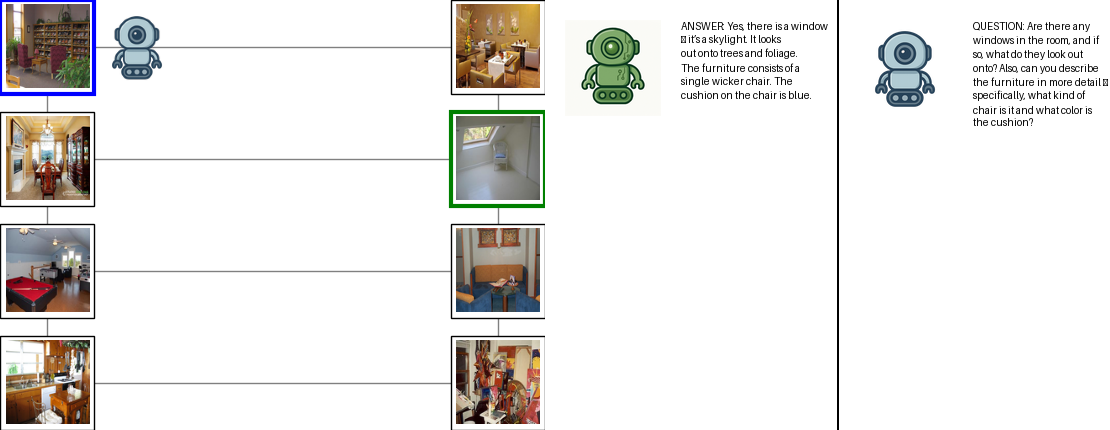 ANSWER: Yes, there is a window
it's a skylight. It looks
out onto trees and foliage.
The furniture consists of a
single wicker chair. The
cushion on the chair is blue.
QUESTION: Are there any
windows in the room, and if
so, what do they look out
onto? Also, can you describe
the furniture in more detail
specifically, what kind of
chair is it and what color is
the cushion?